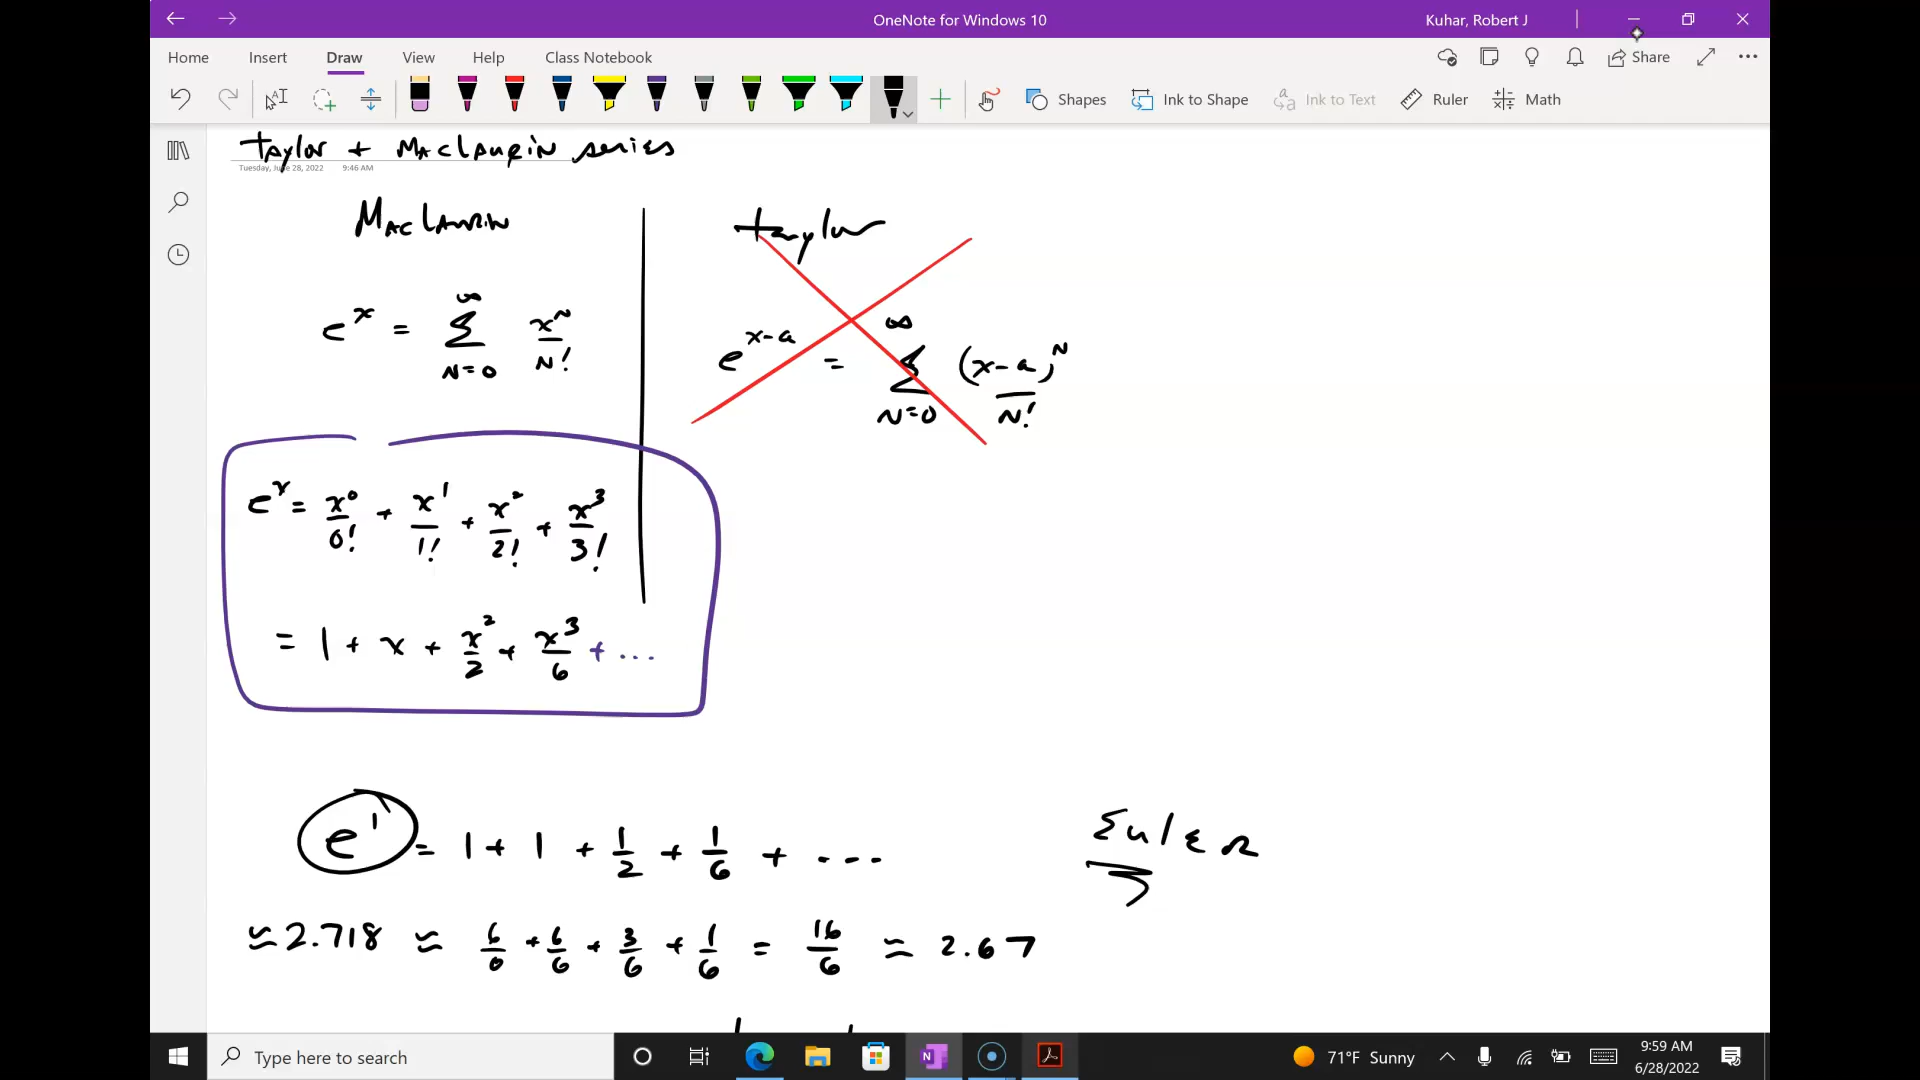 OneNote for Windows 10
Kuhar, Robert J
Home Insert Draw View Help Class Notebook
Share
Shapes Ink to Shape Ink to Text Ruler Math
Taylor + Maclaurin series
Tuesday, June 28, 2022 9:46 AM
Maclaurin
Taylor
e^x = ∑_{N=0}^{∞} x^N/N!
e^{x-a} = ∑_{N=0}^{∞} (x-a)^N/N!
e^x = x^0/0! + x^1/1! + x^2/2! + x^3/3!
= 1 + x + x^2/2 + x^3/6 + ...
e^1 = 1 + 1 + 1/2 + 1/6 + ...
Euler
≈ 2.718 ≈ 6/6 + 6/6 + 3/6 + 1/6 = 16/6 ≈ 2.67
Type here to search
71°F Sunny
9:59 AM
6/28/2022